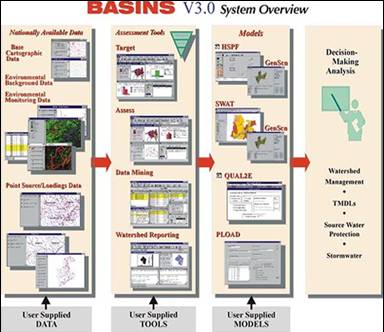 BASINS V3.0 System Overview
Nationally Available Data
Base
Cartographic
Data
Environmental
Background Data
Environmental
Monitoring Data
Point Source/Loadings Data
User Supplied
DATA
Assessment Tools
Target
Assess
Data Mining
Watershed Reporting
User Supplied
TOOLS
Models
HSPF
GenScn
SWAT
GenScn
QUAL2E
PLOAD
User Supplied
MODELS
Decision-
Making
Analysis
Watershed
Management
•
TMDLs
•
Source Water
Protection
•
Stormwater